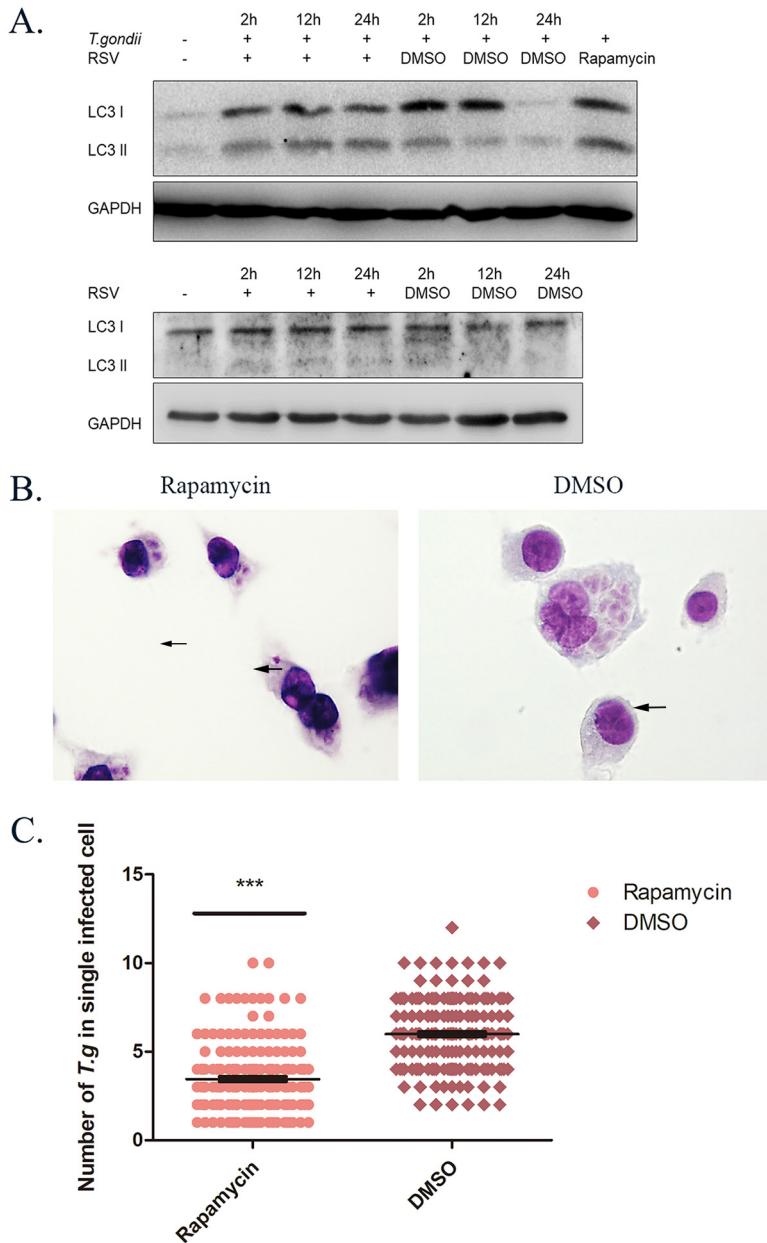 A.
2h 12h 24h 2h 12h 24h
T.gondii - + + + + + + +
RSV - + + + DMSO DMSO DMSO Rapamycin
LC3 I
LC3 II
GAPDH
2h 12h 24h 2h 12h 24h
RSV - + + + DMSO DMSO DMSO
LC3 I
LC3 II
GAPDH
B.
Rapamycin DMSO
C.
Number of T.g in single infected cell
15
10
5
0
***
Rapamycin
DMSO
Rapamycin DMSO